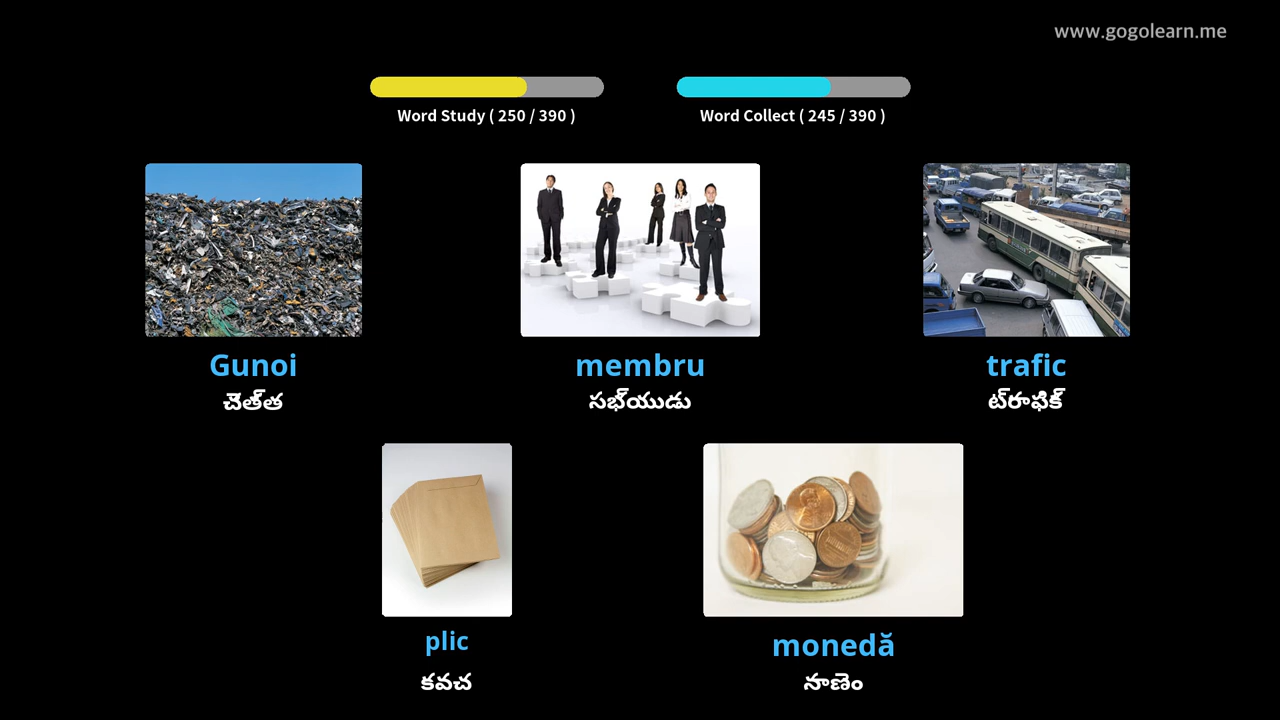 www.gogolearn.me
Word Study ( 250 / 390 )
Word Collect ( 245 / 390 )
Gunoi
membru
trafic
చెత్త
సభ్యుడు
ట్రాఫిక్
plic
monedă
కవచ
నాణెం